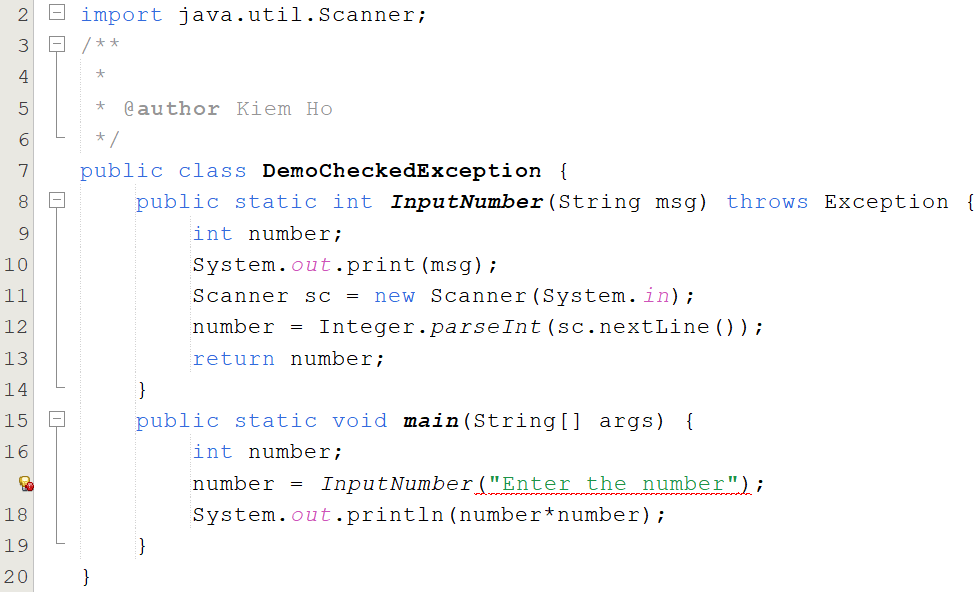 2 import java.util.Scanner;
3 /**
4 *
5 * @author Kiem Ho
6 */
7 public class DemoCheckedException {
8 public static int InputNumber(String msg) throws Exception {
9 int number;
10 System.out.print(msg);
11 Scanner sc = new Scanner(System.in);
12 number = Integer.parseInt(sc.nextLine());
13 return number;
14 }
15 public static void main(String[] args) {
16 int number;
number = InputNumber("Enter the number");
18 System.out.println(number*number);
19 }
20 }